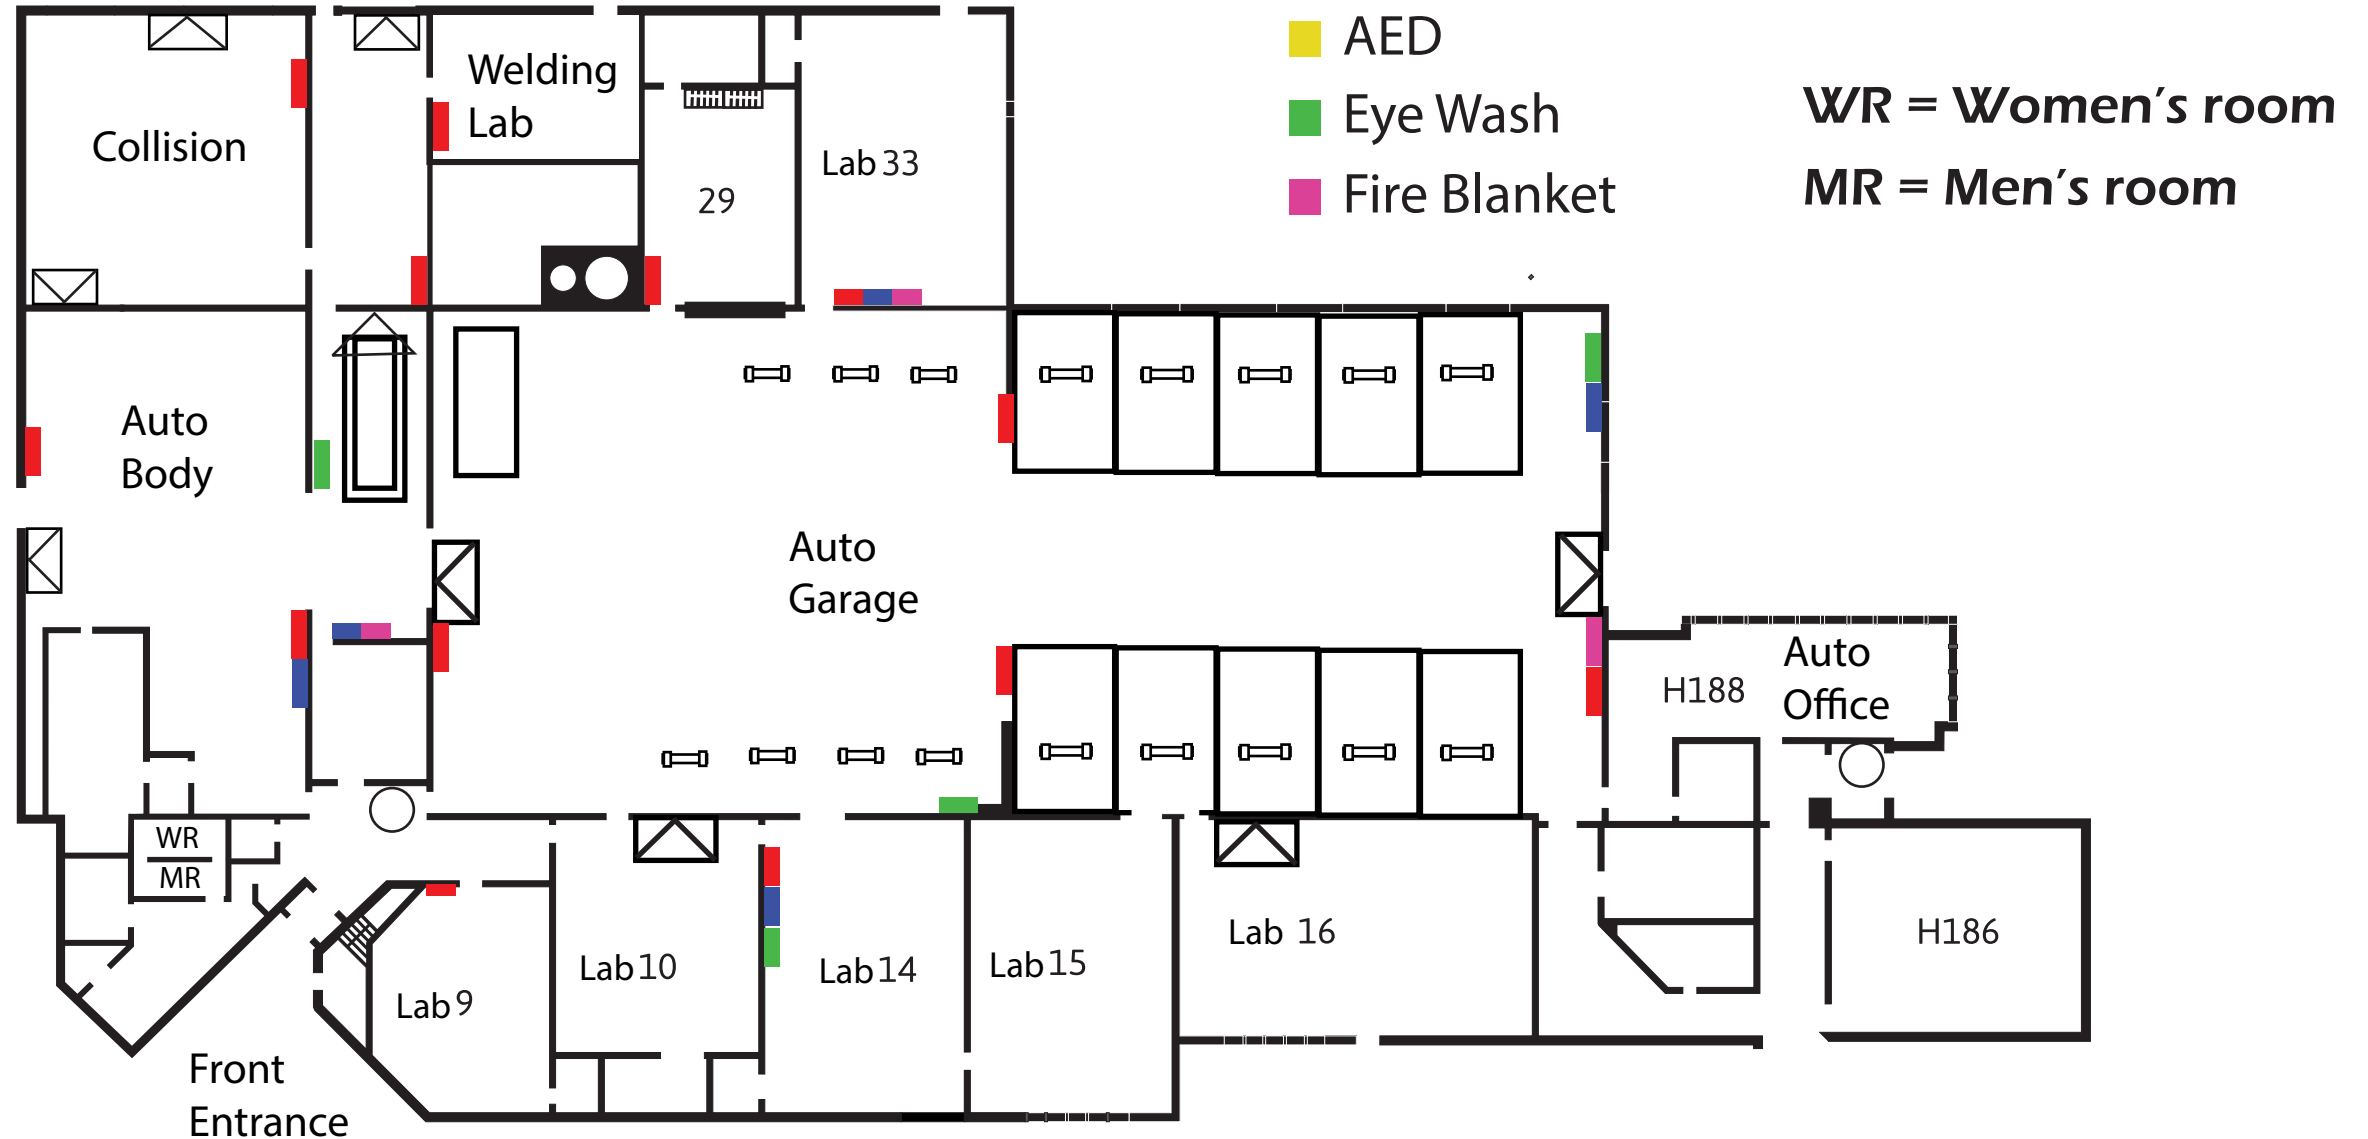 AED
Eye Wash
Fire Blanket
WR = Women's room
MR = Men's room
Welding
Lab
Collision
29
Lab 33
Auto
Body
Auto
Garage
Auto
Office
H188
WR
MR
Lab 9
Lab 10
Lab 14
Lab 15
Lab 16
H186
Front
Entrance